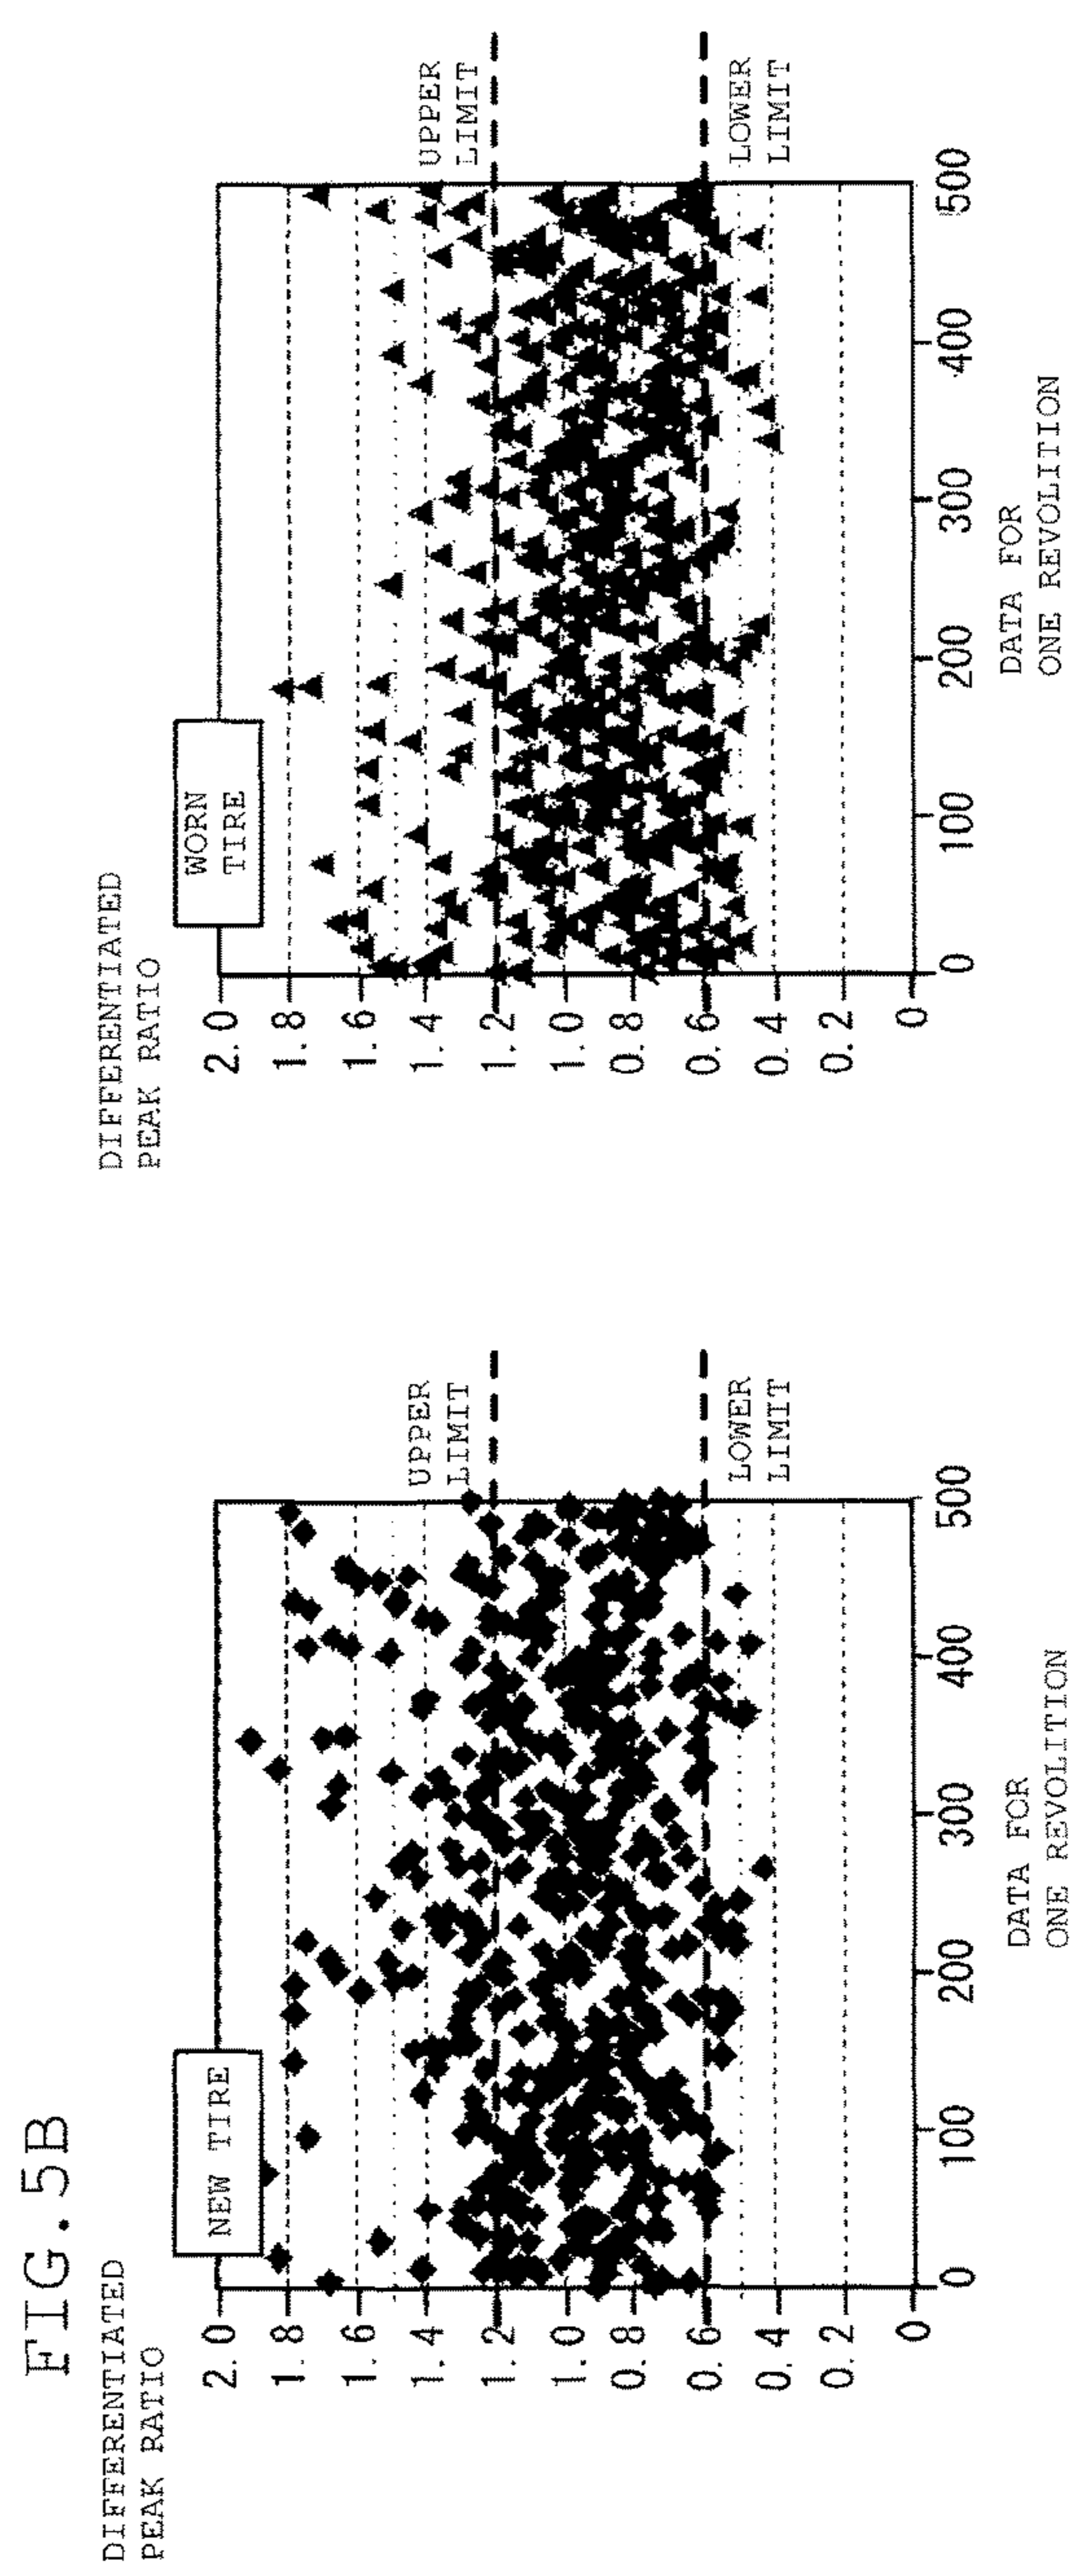 FIG. 5B
DIFFERENTIATED
PEAK RATIO
NEW TIRE
2.0
1.8
1.6
1.4
1.2
1.0
0.8
0.6
0.4
0.2
0
0 100 200 300 400 500
UPPER
LIMIT
LOWER
LIMIT
DATA FOR
ONE REVOLITION
DIFFERENTIATED
PEAK RATIO
WORN
TIRE
2.0
1.8
1.6
1.4
1.2
1.0
0.8
0.6
0.4
0.2
0
0 100 200 300 400 500
UPPER
LIMIT
LOWER
LIMIT
DATA FOR
ONE REVOLITION